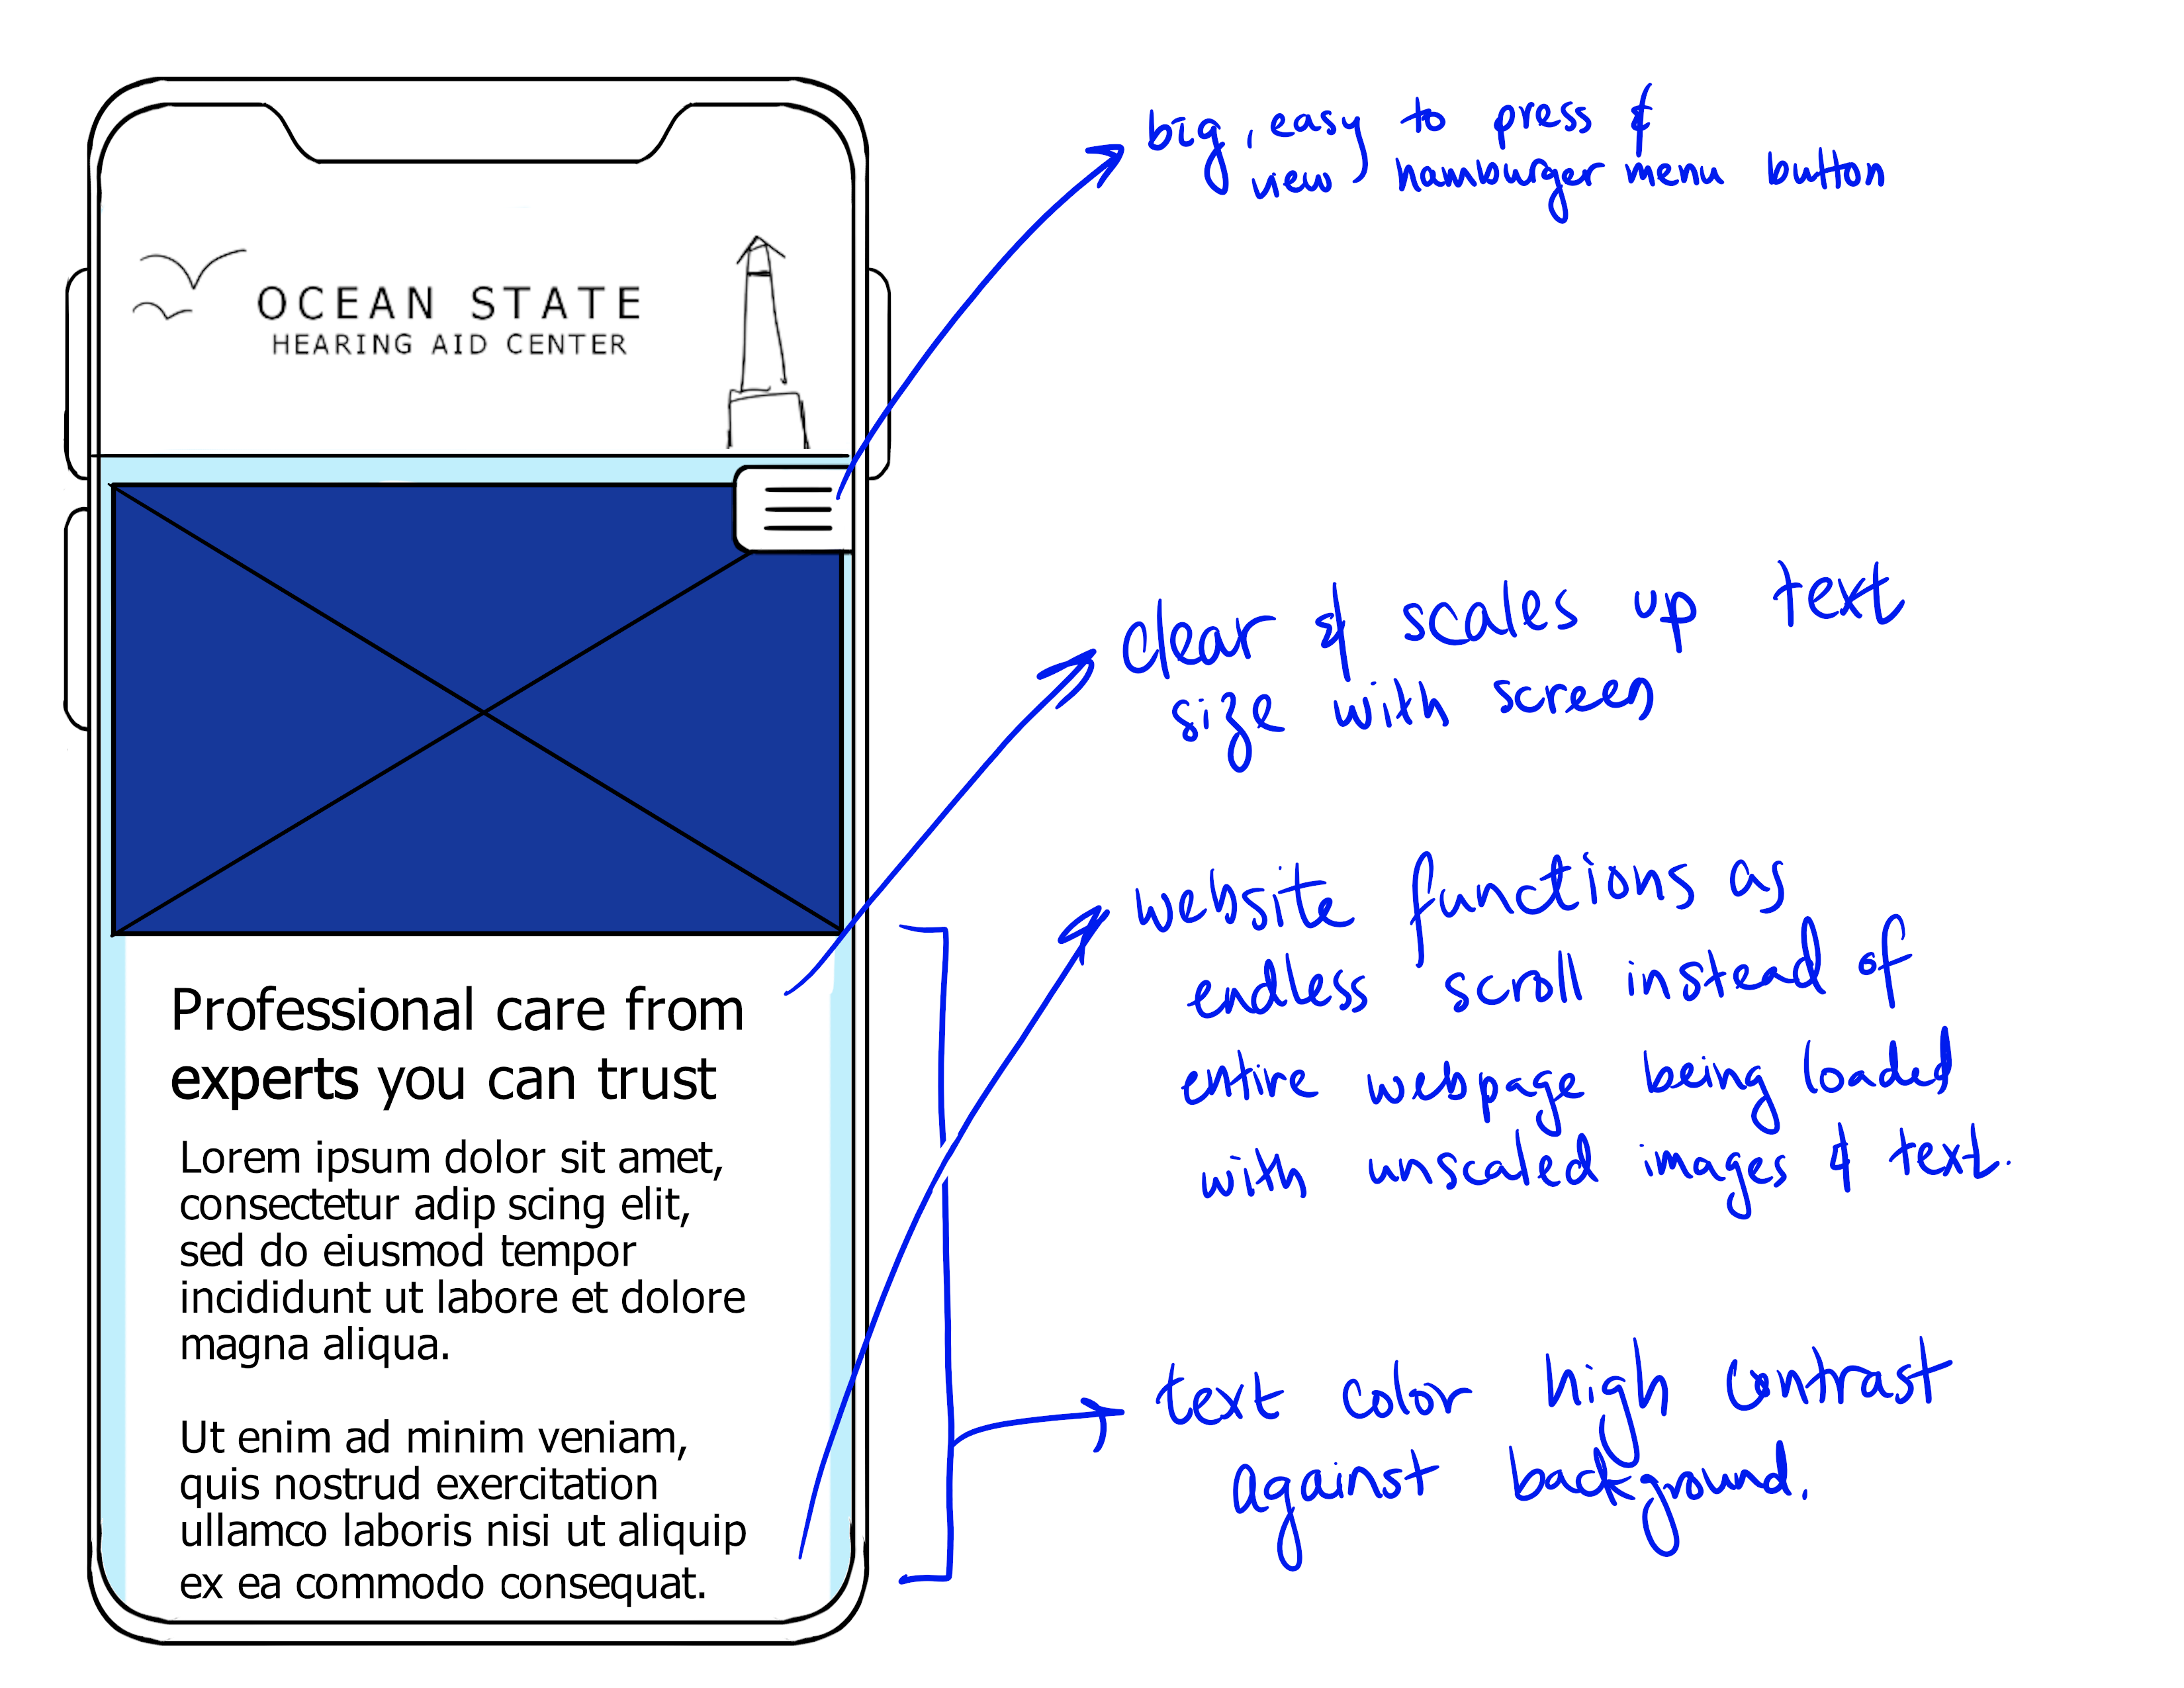 OCEAN STATE
HEARING AID CENTER
Professional care from
experts you can trust
Lorem ipsum dolor sit amet,
consectetur adip scing elit,
sed do eiusmod tempor
incididunt ut labore et dolore
magna aliqua.
Ut enim ad minim veniam,
quis nostrud exercitation
ullamco laboris nisi ut aliquip
ex ea commodo consequat.
big, easy to press &
view hamburger menu button
clear & scales up text
size with screen
website functions as
endless scroll instead of
entire webpage being loaded
with unscaled images & text.
text color high contrast
against background.